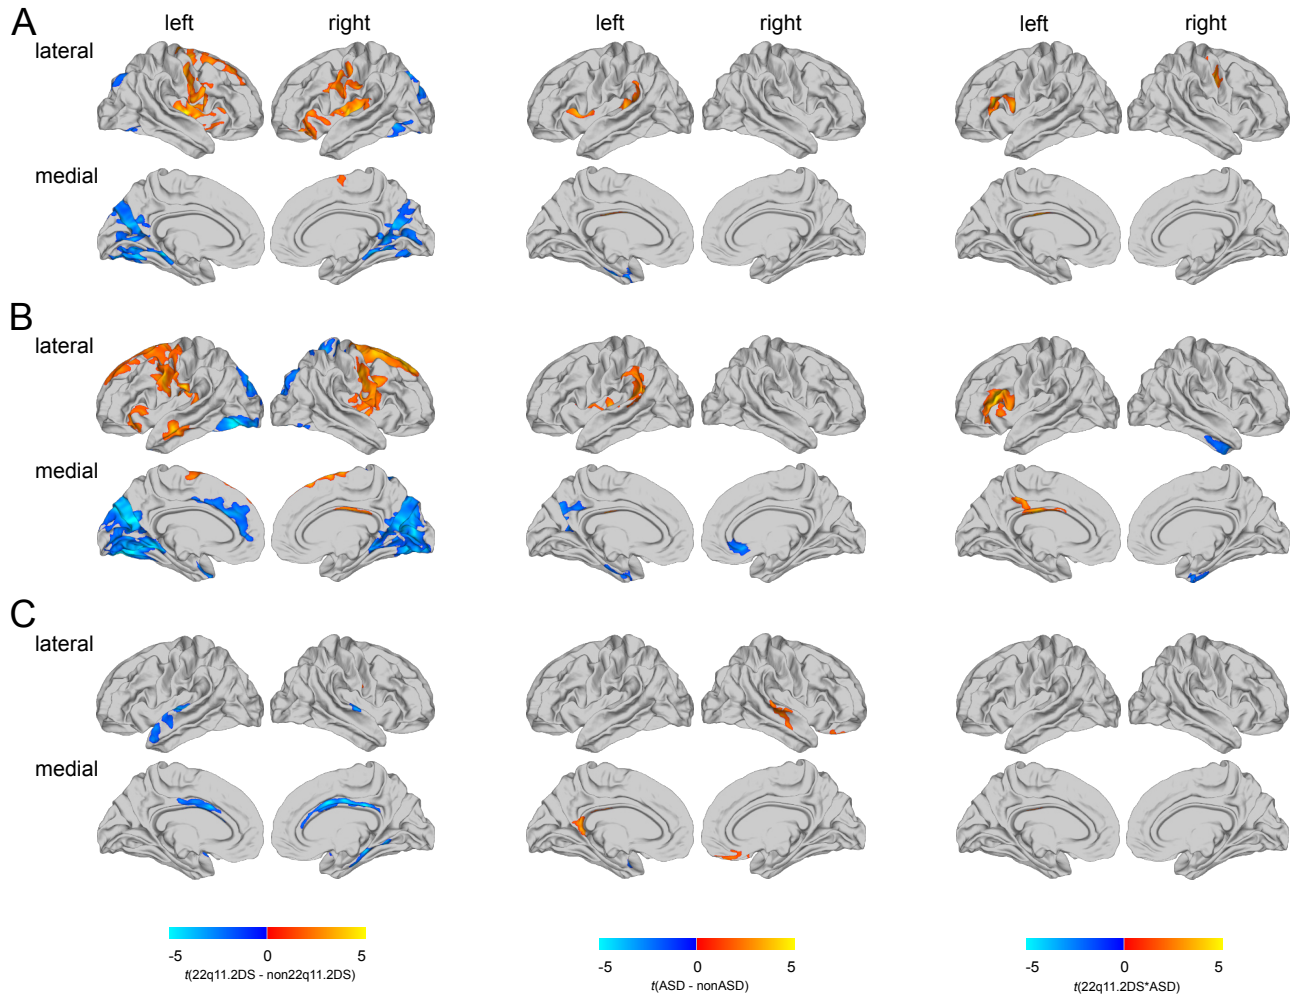 A
left right left right left right
lateral
medial
B
lateral
medial
C
lateral
medial
-5 0 5 -5 0 5 -5 0 5
t(22q11.2DS - non22q11.2DS) t(ASD - nonASD) t(22q11.2DS*ASD)